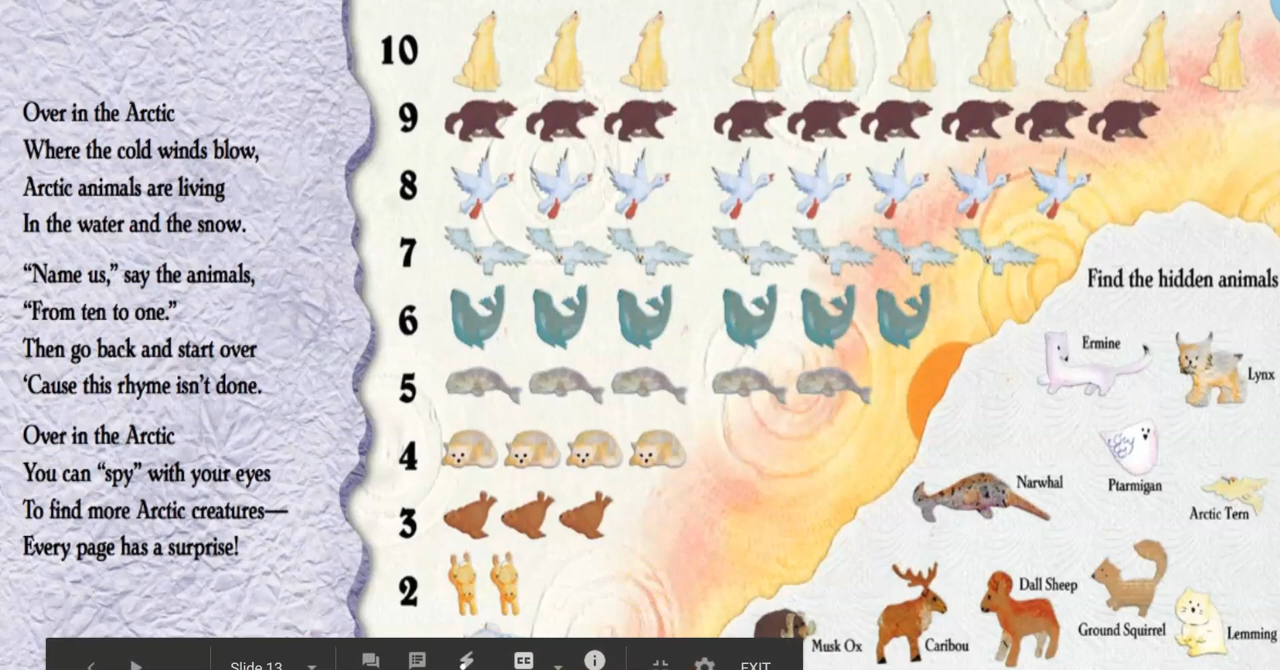 Over in the Arctic
Where the cold winds blow,
Arctic animals are living
In the water and the snow.
“Name us,” say the animals,
“From ten to one.”
Then go back and start over
‘Cause this rhyme isn’t done.
Over in the Arctic
You can “spy” with your eyes
To find more Arctic creatures—
Every page has a surprise!
10
9
8
7
6
5
4
3
2
Find the hidden animals
Ermine
Lynx
Narwhal
Ptarmigan
Arctic Tern
Musk Ox
Caribou
Dall Sheep
Ground Squirrel
Lemming
Slide 13
CC
EXIT